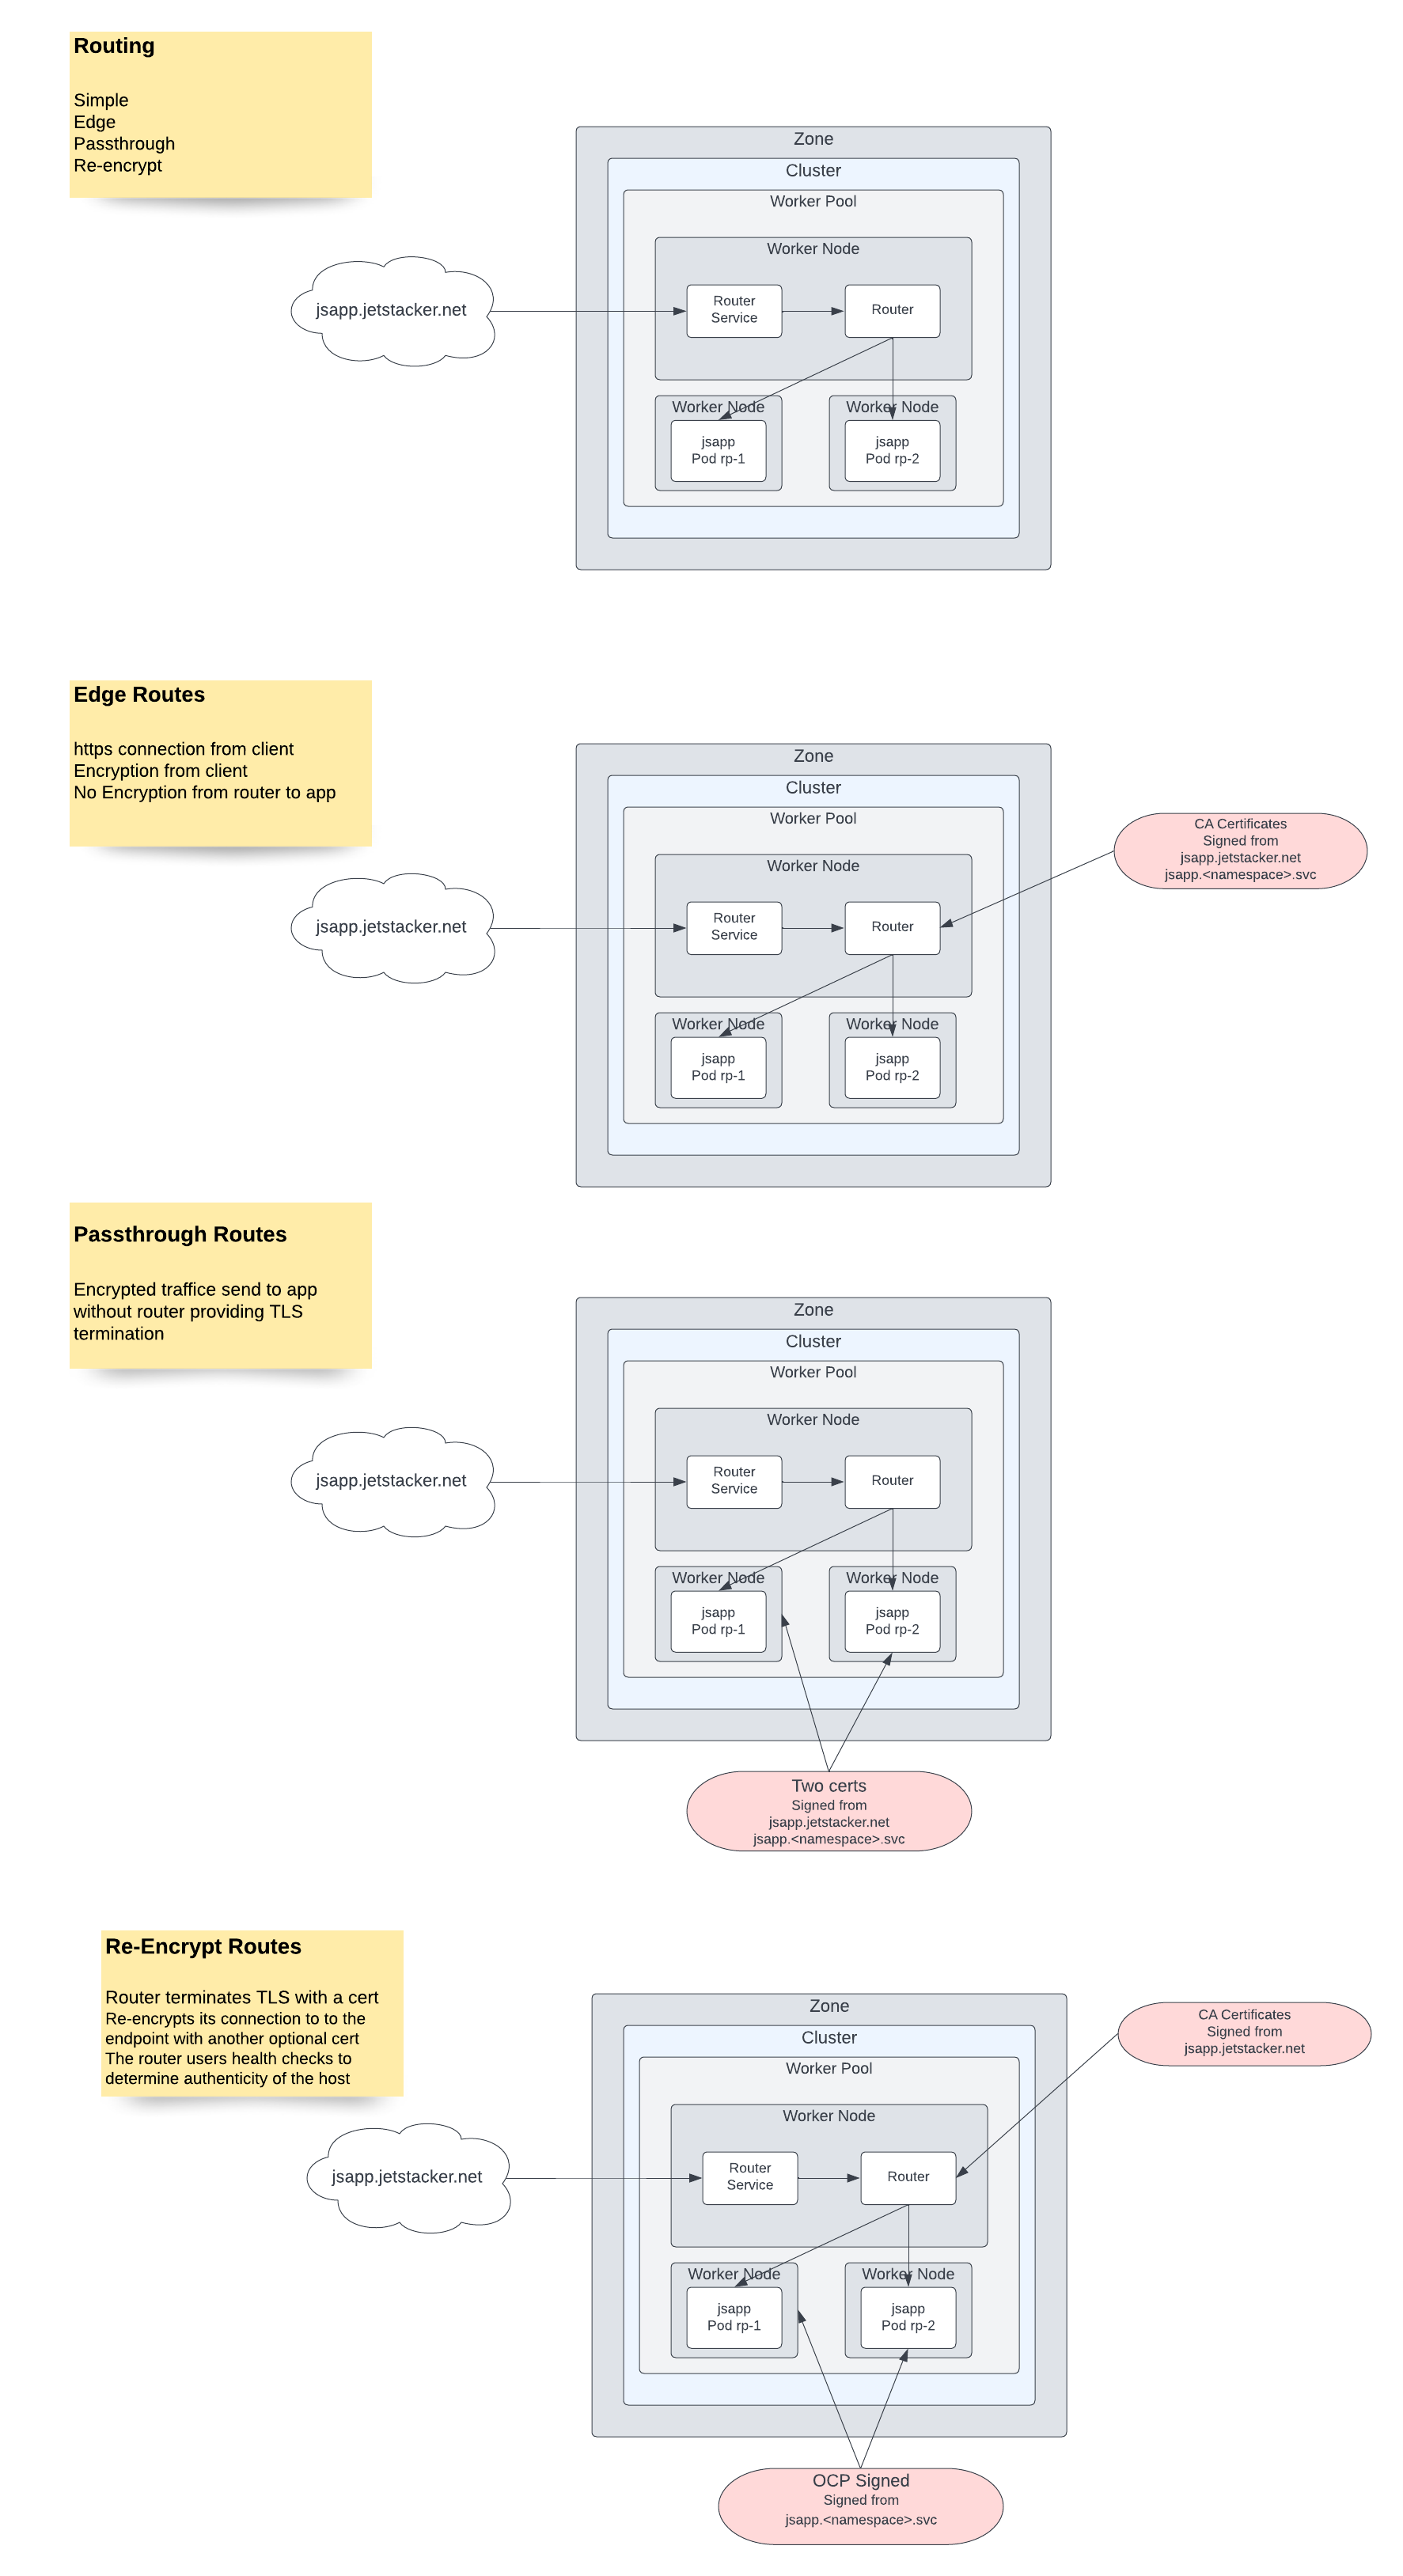 Routing
Simple
Edge
Passthrough
Re-encrypt
Zone
Cluster
Worker Pool
Worker Node
jsapp.jetstacker.net
Router
Service
Router
Worker Node
jsapp
Pod rp-1
Worker Node
jsapp
Pod rp-2
Edge Routes
https connection from client
Encryption from client
No Encryption from router to app
Zone
Cluster
Worker Pool
Worker Node
CA Certificates
Signed from
jsapp.jetstacker.net
jsapp.<namespace>.svc
jsapp.jetstacker.net
Router
Service
Router
Worker Node
jsapp
Pod rp-1
Worker Node
jsapp
Pod rp-2
Passthrough Routes
Encrypted traffice send to app
without router providing TLS
termination
Zone
Cluster
Worker Pool
Worker Node
jsapp.jetstacker.net
Router
Service
Router
Worker Node
jsapp
Pod rp-1
Worker Node
jsapp
Pod rp-2
Two certs
Signed from
jsapp.jetstacker.net
jsapp.<namespace>.svc
Re-Encrypt Routes
Router terminates TLS with a cert
Re-encrypts its connection to to the
endpoint with another optional cert
The router users health checks to
determine authenticity of the host
Zone
Cluster
Worker Pool
Worker Node
CA Certificates
Signed from
jsapp.jetstacker.net
jsapp.jetstacker.net
Router
Service
Router
Worker Node
jsapp
Pod rp-1
Worker Node
jsapp
Pod rp-2
OCP Signed
Signed from
jsapp.<namespace>.svc